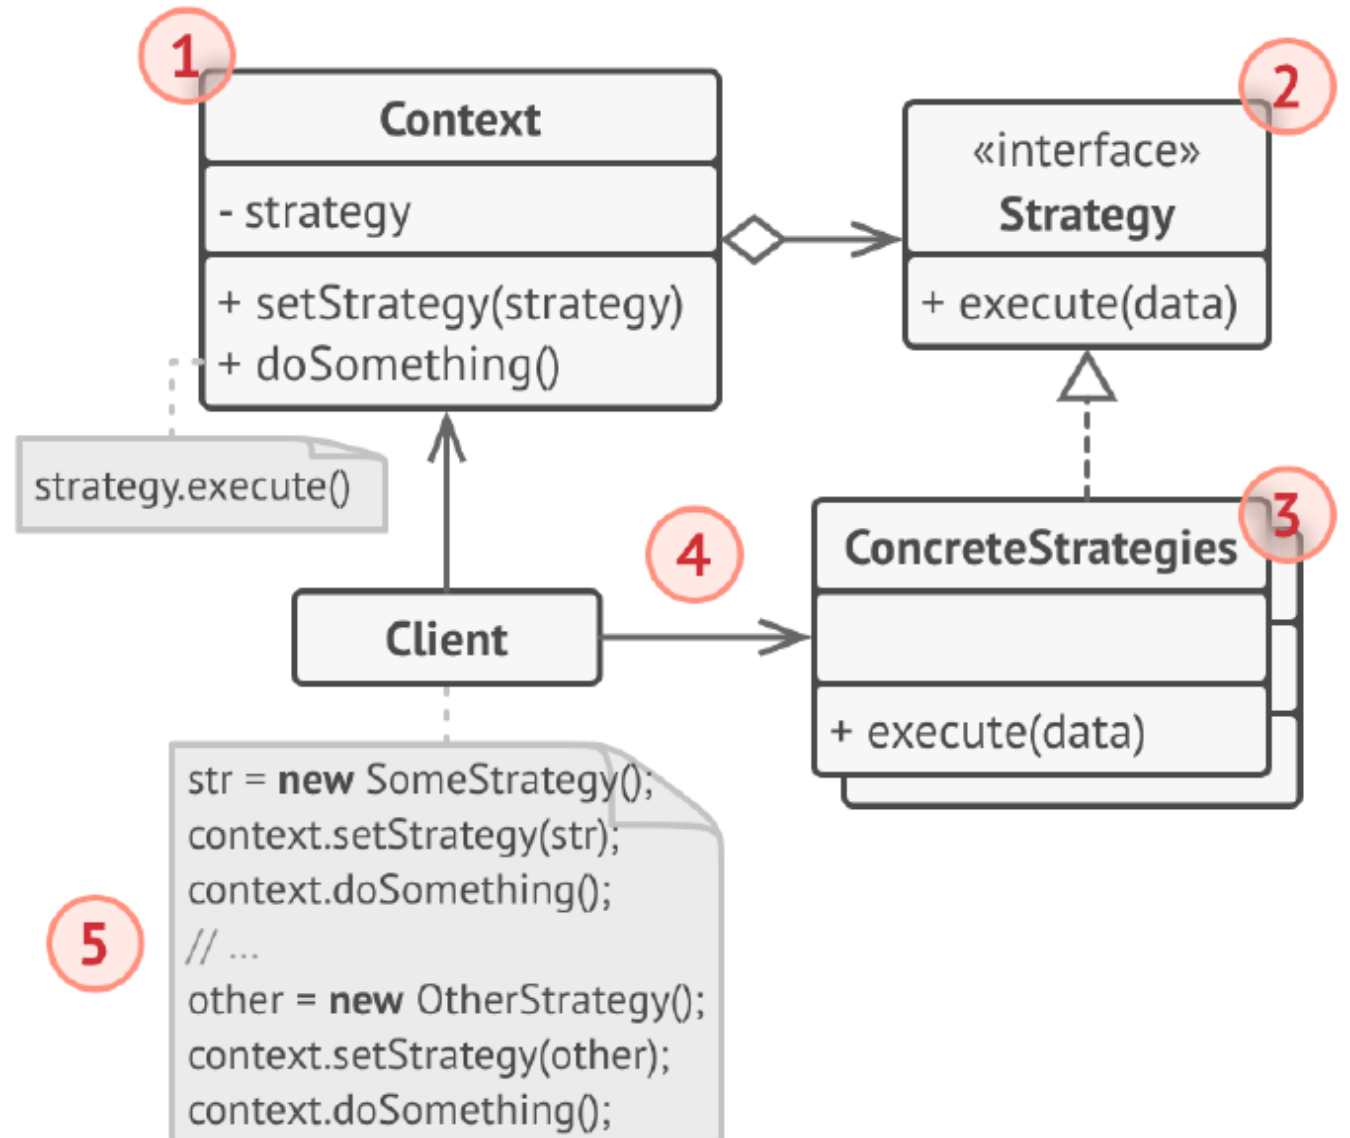 1
Context
- strategy
+ setStrategy(strategy)
+ doSomething()
strategy.execute()
2
«interface»
Strategy
+ execute(data)
3
ConcreteStrategies
+ execute(data)
4
Client
5
str = new SomeStrategy();
context.setStrategy(str);
context.doSomething();
// ...
other = new OtherStrategy();
context.setStrategy(other);
context.doSomething();